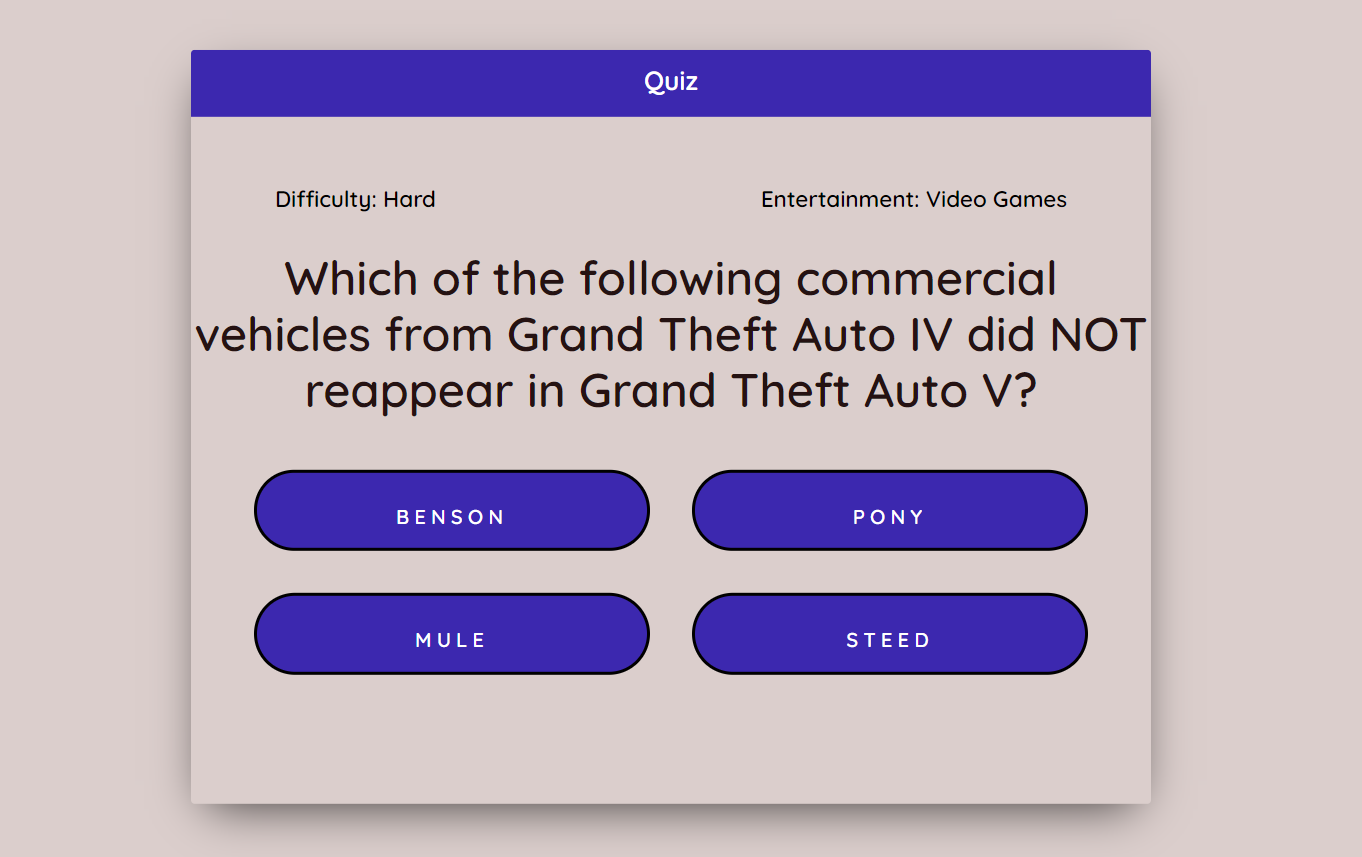 Quiz
Difficulty: Hard
Entertainment: Video Games
Which of the following commercial
vehicles from Grand Theft Auto IV did NOT
reappear in Grand Theft Auto V?
BENSON
PONY
MULE
STEED